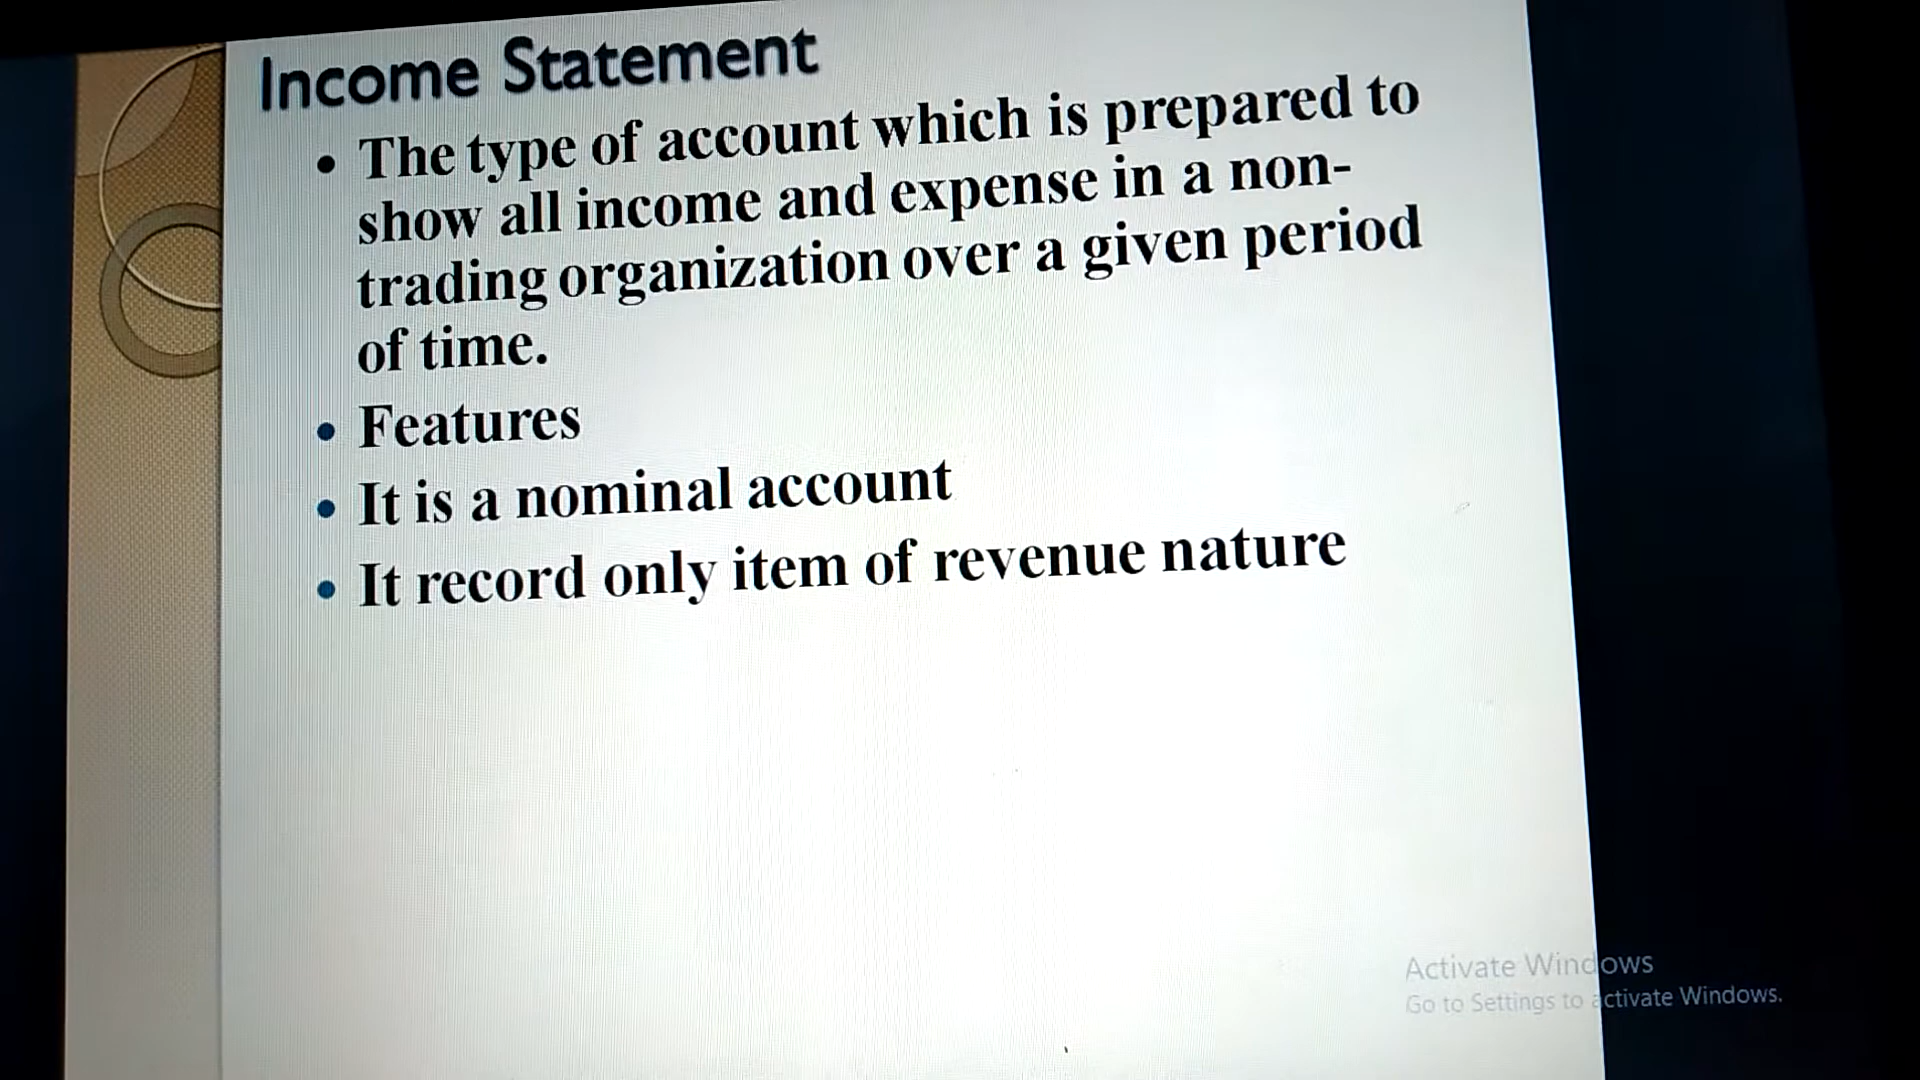 Income Statement
• The type of account which is prepared to
show all income and expense in a non-
trading organization over a given period
of time.
• Features
• It is a nominal account
• It record only item of revenue nature
Activate Windows
Go to Settings to activate Windows.